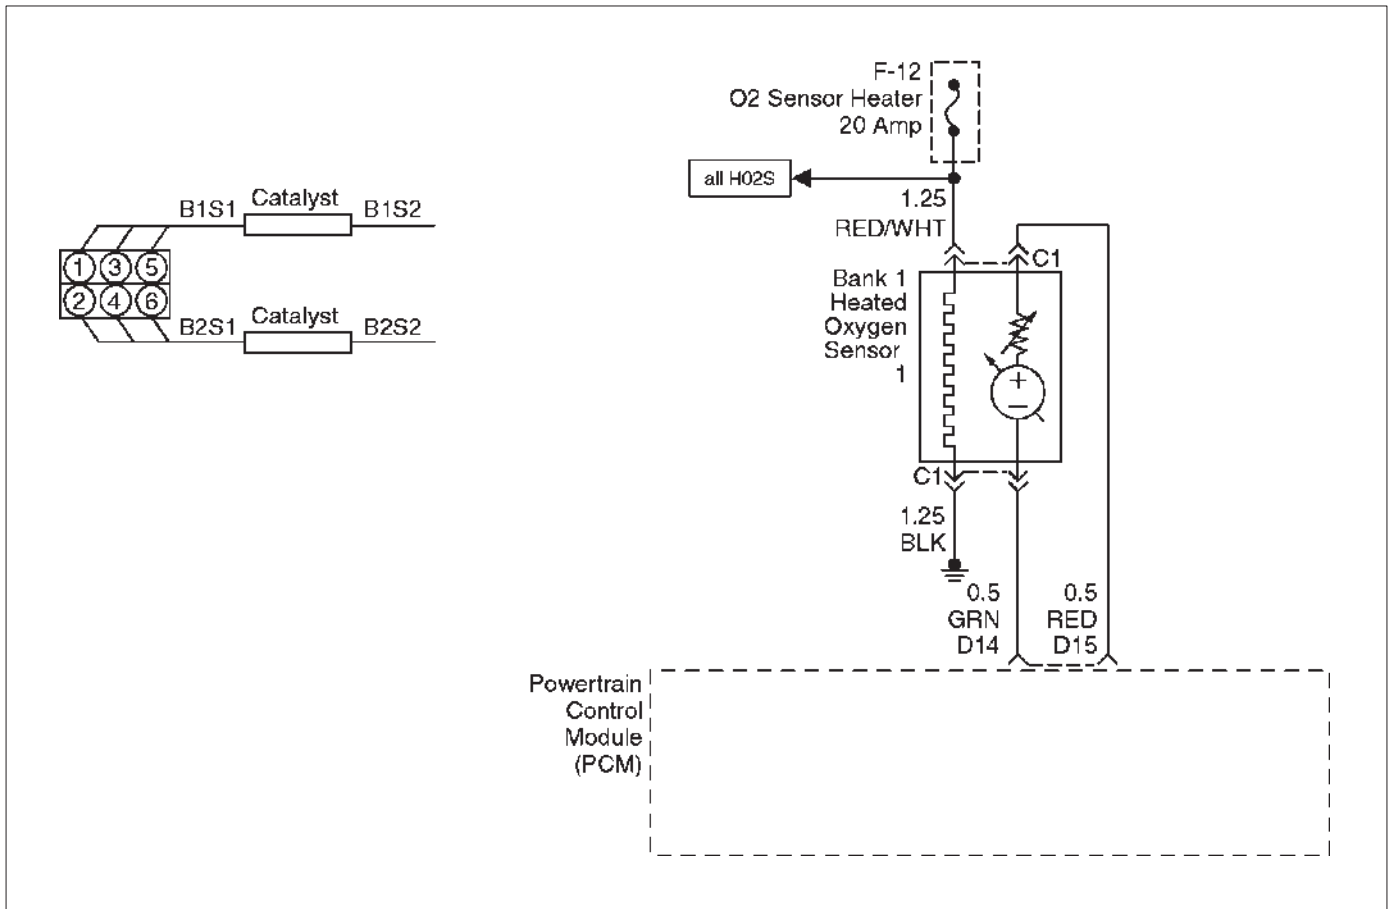 F-12
O2 Sensor Heater
20 Amp
all H02S
1.25
RED/WHT
C1
B1S1
Catalyst
B1S2
1 3 5
2 4 6
B2S1
Catalyst
B2S2
Bank 1
Heated
Oxygen
Sensor
1
+
−
C1
1.25
BLK
0.5
GRN
D14
0.5
RED
D15
Powertrain
Control
Module
(PCM)